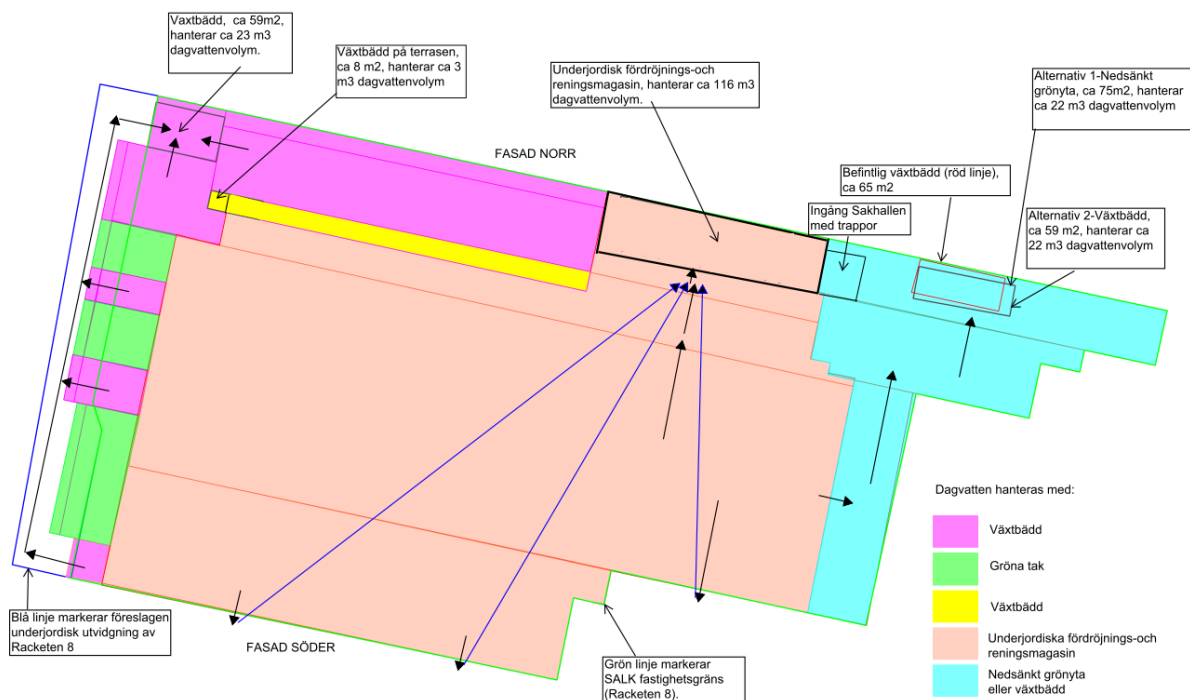 Vaxtbädd, ca 59m2,
hanterar ca 23 m3
dagvattenvolym.
Växtbädd på terrasen,
ca 8 m2, hanterar ca 3
m3 dagvattenvolym
Underjordisk fördröjnings-och
reningsmagasin, hanterar ca 116 m3
dagvattenvolym.
Alternativ 1-Nedsänkt
grönyta, ca 75m2, hanterar
ca 22 m3 dagvattenvolym
FASAD NORR
Befintlig växtbädd (röd linje),
ca 65 m2
Ingång Sakhallen
med trappor
Alternativ 2-Växtbädd,
ca 59 m2, hanterar ca
22 m3 dagvattenvolym
Dagvatten hanteras med:
Växtbädd
Gröna tak
Växtbädd
Underjordiska fördröjnings-och
reningsmagasin
Nedsänkt grönyta
eller växtbädd
Blå linje markerar föreslagen
underjordisk utvidgning av
Racketen 8
FASAD SÖDER
Grön linje markerar
SALK fastighetsgräns
(Racketen 8).